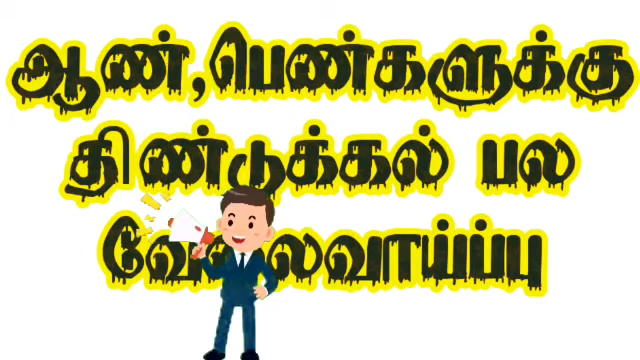 ஆண்,பெண்களுக்கு
திண்டுக்கல் பல
வேலைவாய்ப்பு